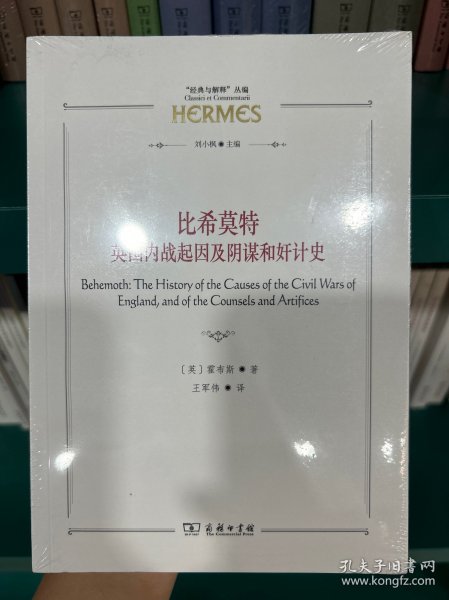 “经典与解释”丛编
Classici et Commentarii
HERMES
刘小枫 主编
比希莫特
英国内战起因及阴谋和奸计史
Behemoth: The History of the Causes of the Civil Wars of
England, and of the Counsels and Artifices
〔英〕霍布斯 著
王军伟 译
商务印书馆
The Commercial Press
孔夫子旧书网
www.kongfz.com